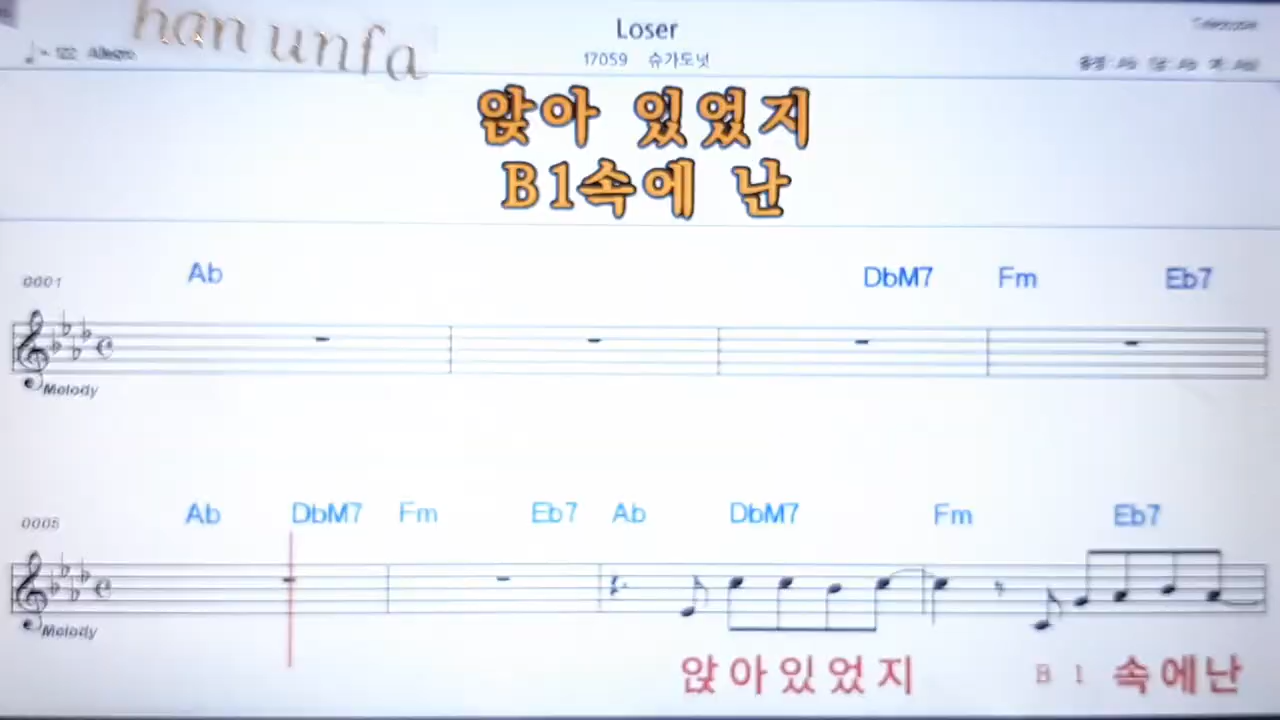 han unfa
Loser
17059 슈가도넛
= 122 Allegro
앉아 있었지
B1속에 난
0001 Ab DbM7 Fm Eb7
Melody
0005 Ab DbM7 Fm Eb7 Ab DbM7 Fm Eb7
Melody
앉아있었지 B 1 속에난